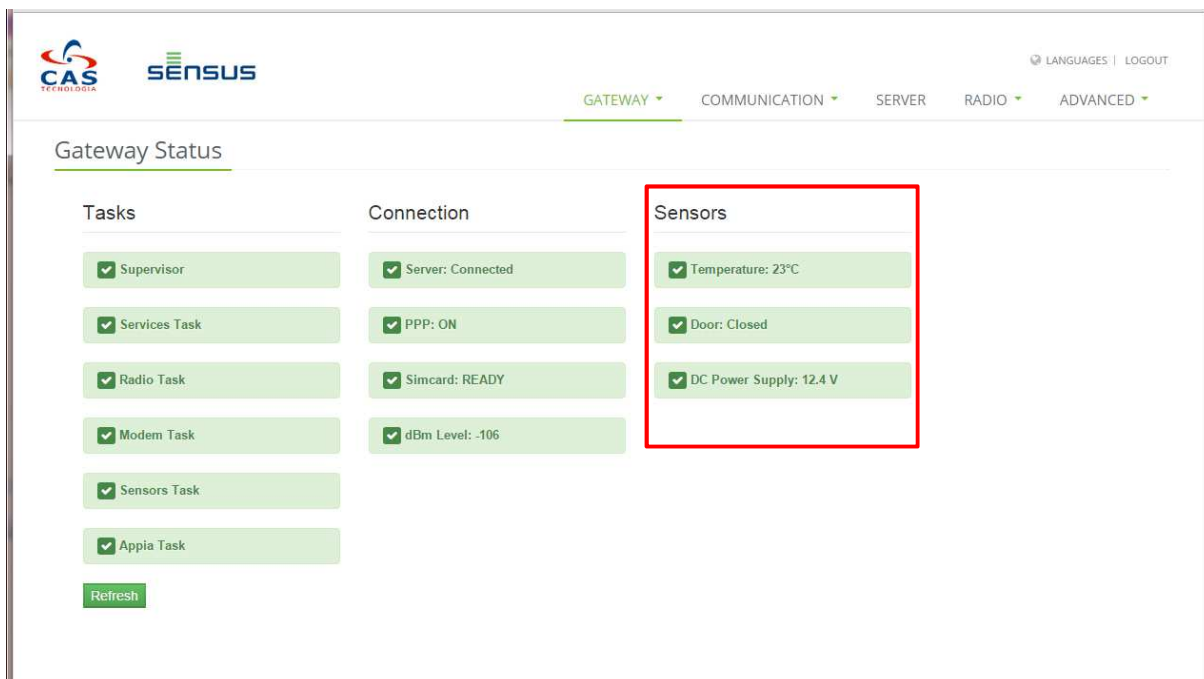 CAS
TECNOLOGIA
sensus
LANGUAGES | LOGOUT
GATEWAY
COMMUNICATION
SERVER
RADIO
ADVANCED
Gateway Status
Tasks
Supervisor
Services Task
Radio Task
Modem Task
Sensors Task
Appia Task
Refresh
Connection
Server: Connected
PPP: ON
Simcard: READY
dBm Level: -106
Sensors
Temperature: 23°C
Door: Closed
DC Power Supply: 12.4 V